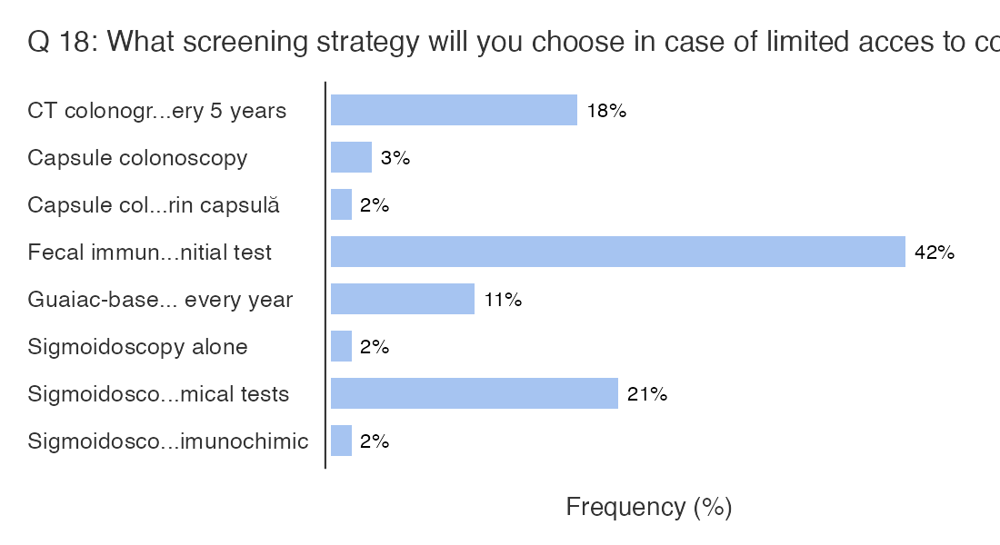 Q 18: What screening strategy will you choose in case of limited acces to
CT colonogr...ery 5 years 18%
Capsule colonoscopy 3%
Capsule col...rin capsulă 2%
Fecal immun...nitial test 42%
Guaiac-base... every year 11%
Sigmoidoscopy alone 2%
Sigmoidosco...mical tests 21%
Sigmoidosco...imunochimic 2%
Frequency (%)